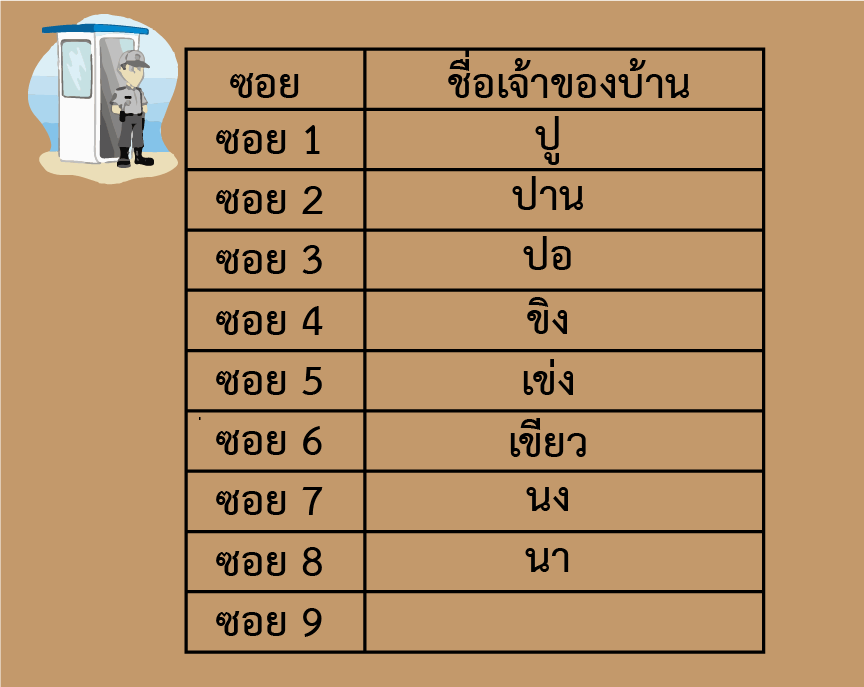 ซอย ชื่อเจ้าของบ้าน
ซอย 1 ปู
ซอย 2 ปาน
ซอย 3 ปอ
ซอย 4 ขิง
ซอย 5 เข่ง
ซอย 6 เขียว
ซอย 7 นง
ซอย 8 นา
ซอย 9